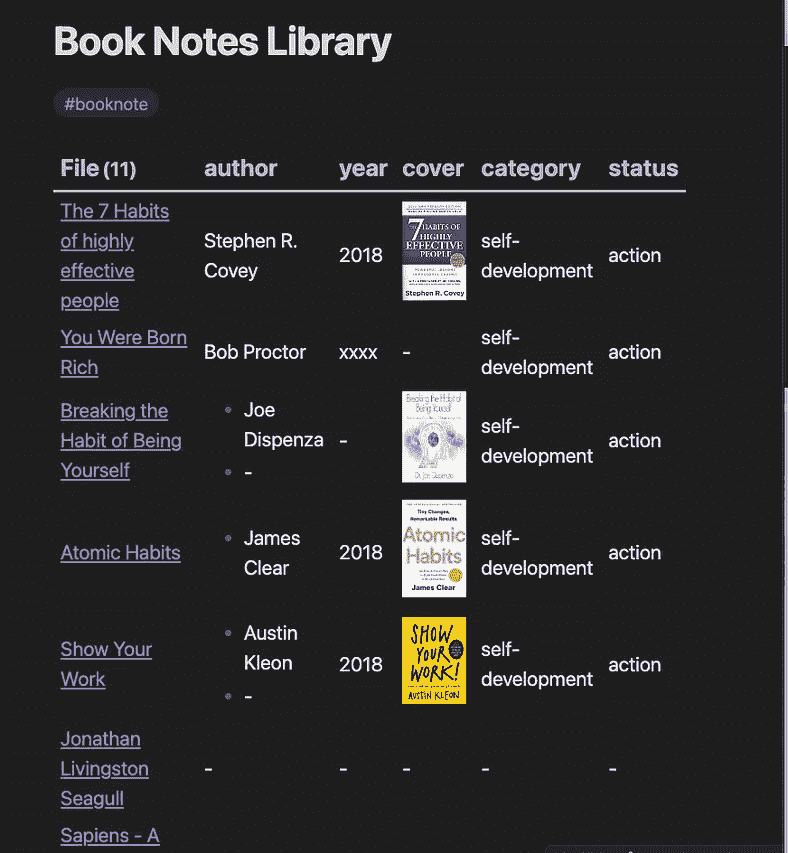 Book Notes Library
#booknote
File (11) author year cover category status
The 7 Habits
of highly
effective
people
Stephen R.
Covey
2018
7 HABITS OF
HIGHLY
EFFECTIVE
PEOPLE
Stephen R. Covey
self-
development
action
You Were Born
Rich
Bob Proctor
xxxx
-
self-
development
action
Breaking the
Habit of Being
Yourself
Joe
Dispenza
-
-
Breaking the Habit of
Being Yourself
Dr. Joe Dispenza
self-
development
action
Atomic Habits
James
Clear
2018
Tiny Changes,
Remarkable Results
Atomic
Habits
James Clear
self-
development
action
Show Your
Work
Austin
Kleon
-
2018
SHOW
YOUR
WORK!
AUSTIN KLEON
self-
development
action
Jonathan
Livingston
Seagull
-
-
-
-
-
Sapiens - A